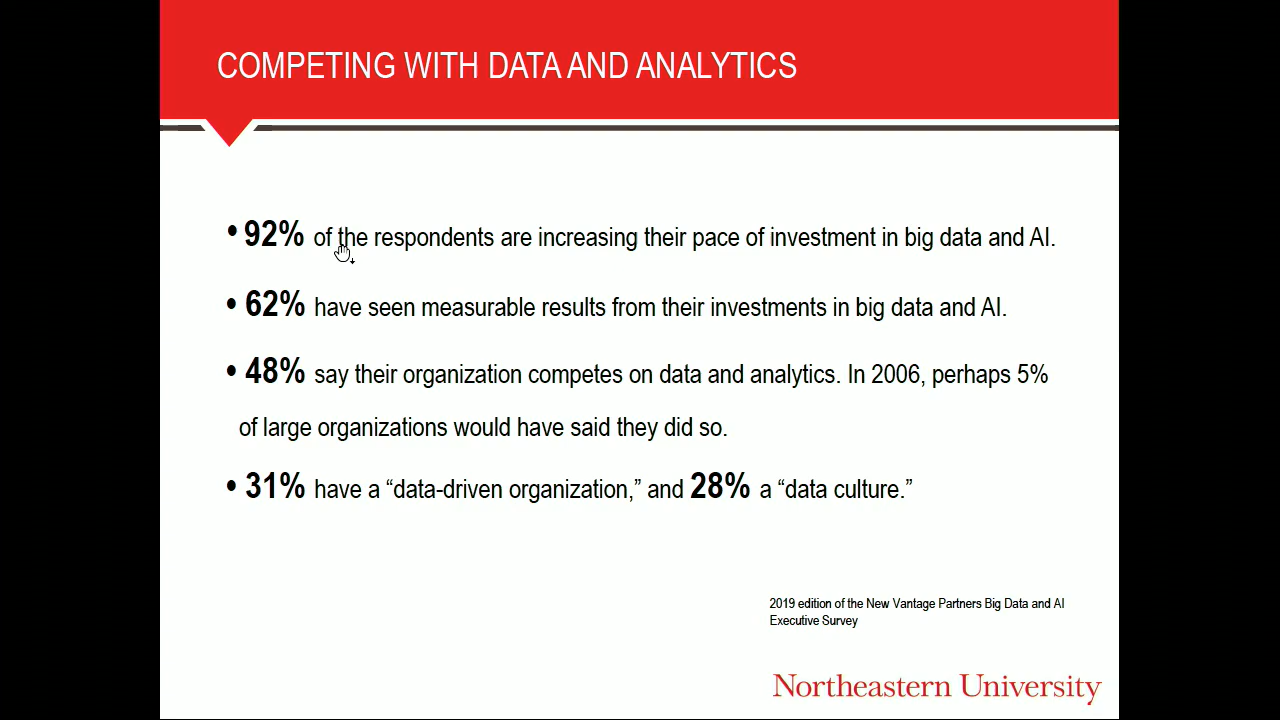 COMPETING WITH DATA AND ANALYTICS
• 92% of the respondents are increasing their pace of investment in big data and AI.
• 62% have seen measurable results from their investments in big data and AI.
• 48% say their organization competes on data and analytics. In 2006, perhaps 5%
of large organizations would have said they did so.
• 31% have a “data-driven organization,” and 28% a “data culture.”
2019 edition of the New Vantage Partners Big Data and AI
Executive Survey
Northeastern University